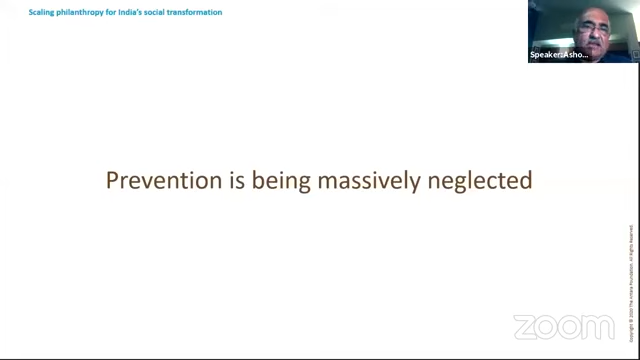 Scaling philanthropy for India's social transformation
Speaker: Asho...
Prevention is being massively neglected
zoom